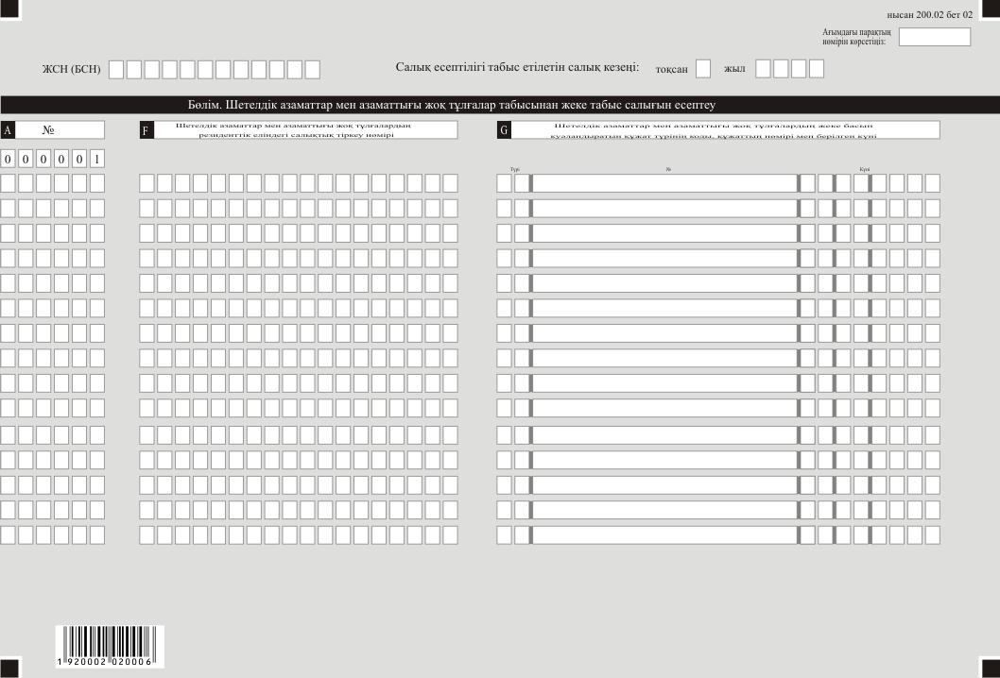 нысан 200.02 бет 02
Ағымдағы парақтың
нөмірін көрсетіңіз:
ЖСН (БСН)
Салық есептілігі табыс етілетін салық кезеңі:
тоқсан
жыл
Бөлім. Шетелдік азаматтар мен азаматтығы жоқ тұлғалар табысынан жеке табыс салығын есептеу
A
№
F
Шетелдік азаматтар мен азаматтығы жоқ тұлғалардың
резиденттік еліндегі салықтық тіркеу нөмірі
G
Шетелдік азаматтар мен азаматтығы жоқ тұлғалардың жеке басын
куәландыратын құжат түрінің коды, құжаттың нөмірі мен берілген күні
0 0 0 0 0 1
Түрі
№
Күні
1 920002 020006